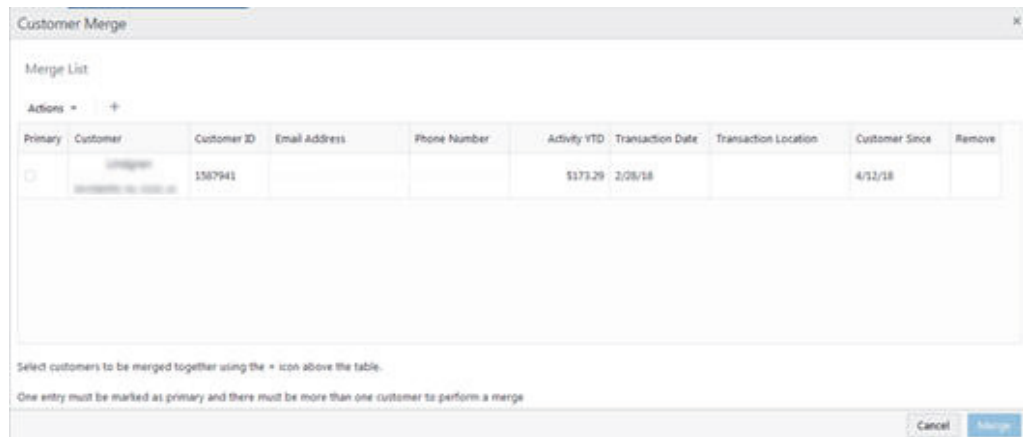 Customer Merge
×
Merge List
Actions +
Primary Customer Customer ID Email Address Phone Number Activity YTD Transaction Date Transaction Location Customer Since Remove
1587941 $173.29 2/28/18 4/12/18
Select customers to be merged together using the + icon above the table.
One entry must be marked as primary and there must be more than one customer to perform a merge
Cancel Merge